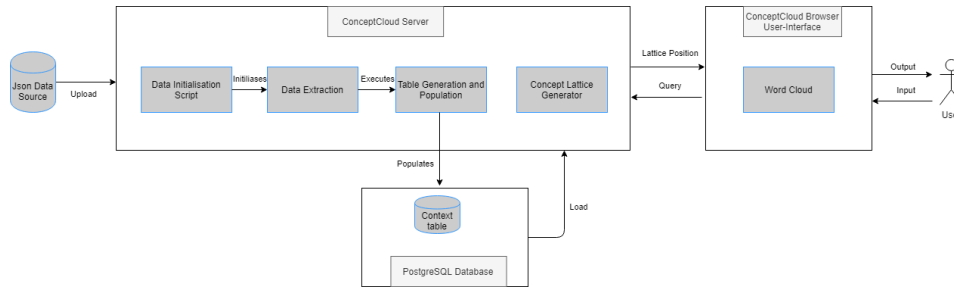 ConceptCloud Server
ConceptCloud Browser
User-Interface
Json Data
Source
Upload
Data Initialisation
Script
Initiliases
Data Extraction
Executes
Table Generation and
Population
Concept Lattice
Generator
Lattice Position
Query
Word Cloud
Output
Input
User
Populates
Context
table
Load
PostgreSQL Database